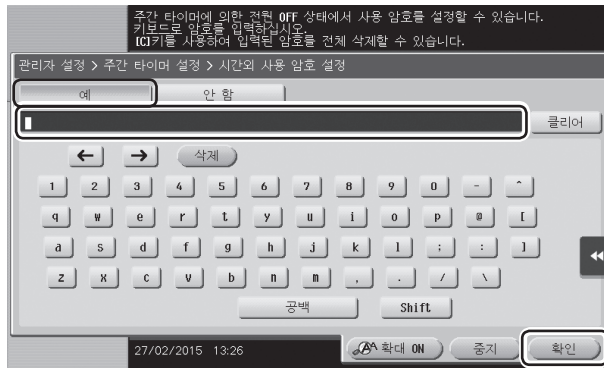 주간 타이머에 의한 전원 OFF 상태에서 사용 암호를 설정할 수 있습니다.
키보드로 암호를 입력하십시오.
[C]키를 사용하여 입력된 암호를 전체 삭제할 수 있습니다.
관리자 설정 > 주간 타이머 설정 > 시간외 사용 암호 설정
예 안 함
클리어
← → 삭제
1 2 3 4 5 6 7 8 9 0 - ^
q w e r t y u i o p @ [
a s d f g h j k l ; : ]
z x c v b n m , . / \
공백 Shift
27/02/2015 13:26 확대 ON 중지 확인